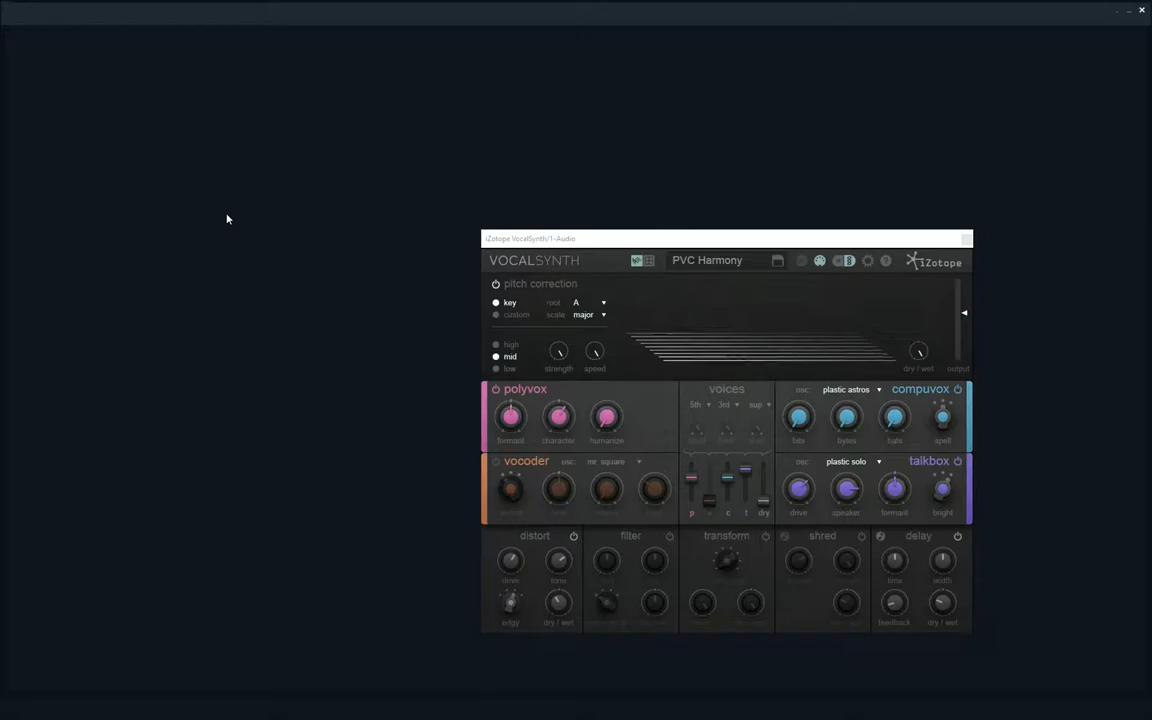 iZotope VocalSynth/1-Audio
VOCALSYNTH
PVC Harmony
iZotope
pitch correction
key root A
custom scale major
high
mid
low
strength speed
dry / wet output
polyvox
formant character humanize
voices
5th 3rd sup
osc: plastic astros compuvox
bits bytes bats spell
vocoder osc: mr_square
p c t dry
osc: plastic solo talkbox
drive speaker formant bright
distort
drive tone
edgy dry / wet
filter
transform
shred
delay
time width
feedback dry / wet